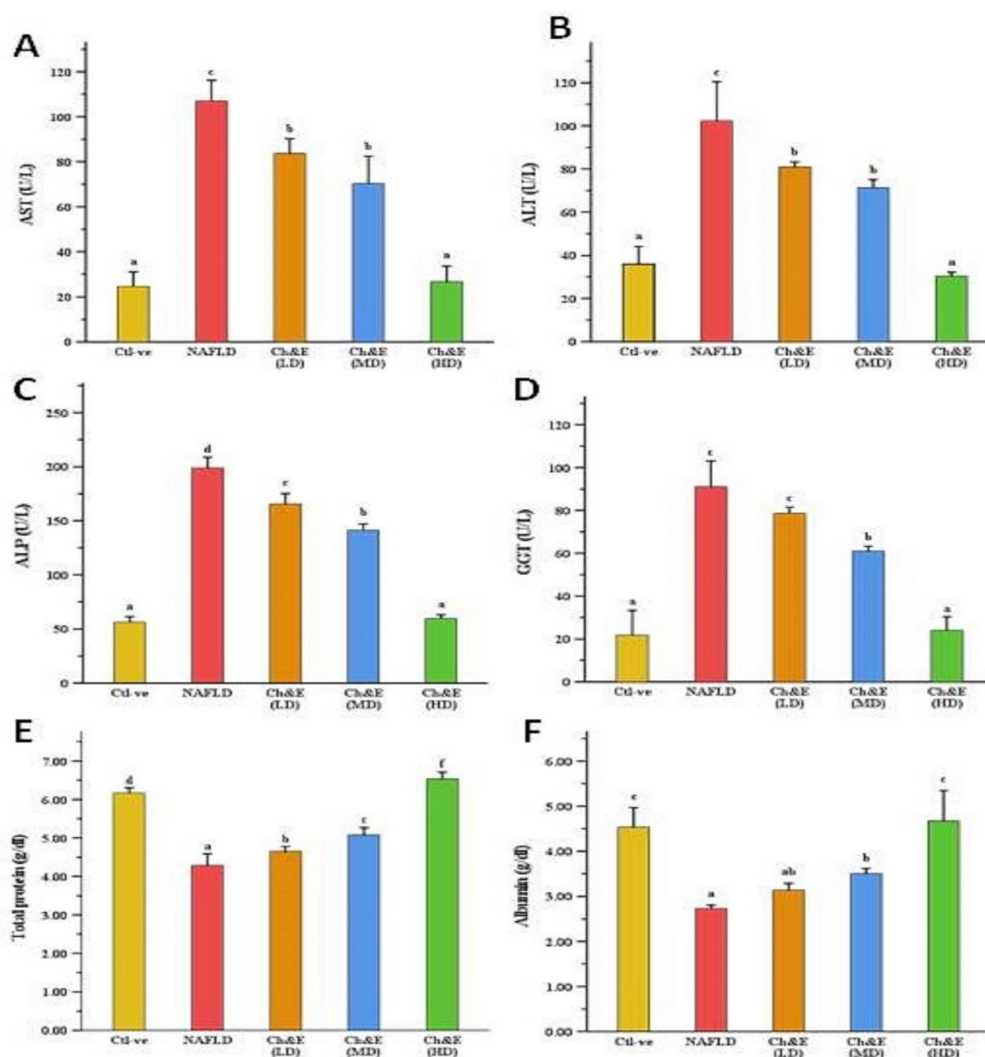 A
AST (U/L)
120
100
80
60
40
20
0
a
c
b
b
a
Ctl-ve NAFLD Ch&E (LD) Ch&E (MD) Ch&E (HD)
B
ALT (U/L)
120
100
80
60
40
20
0
a
c
b
b
a
Ctl-ve NAFLD Ch&E (LD) Ch&E (MD) Ch&E (HD)
C
ALP (U/L)
250
200
150
100
50
0
a
d
c
b
a
Ctl-ve NAFLD Ch&E (LD) Ch&E (MD) Ch&E (HD)
D
GGT (U/L)
120
100
80
60
40
20
0
a
c
c
b
a
Ctl-ve NAFLD Ch&E (LD) Ch&E (MD) Ch&E (HD)
E
Total protein (g/dl)
7.00
6.00
5.00
4.00
3.00
2.00
1.00
0.00
d
a
b
c
f
Ctl-ve NAFLD Ch&E (LD) Ch&E (MD) Ch&E (HD)
F
Albumin (g/dl)
6.00
5.00
4.00
3.00
2.00
1.00
0.00
c
a
ab
b
c
Ctl-ve NAFLD Ch&E (LD) Ch&E (MD) Ch&E (HD)